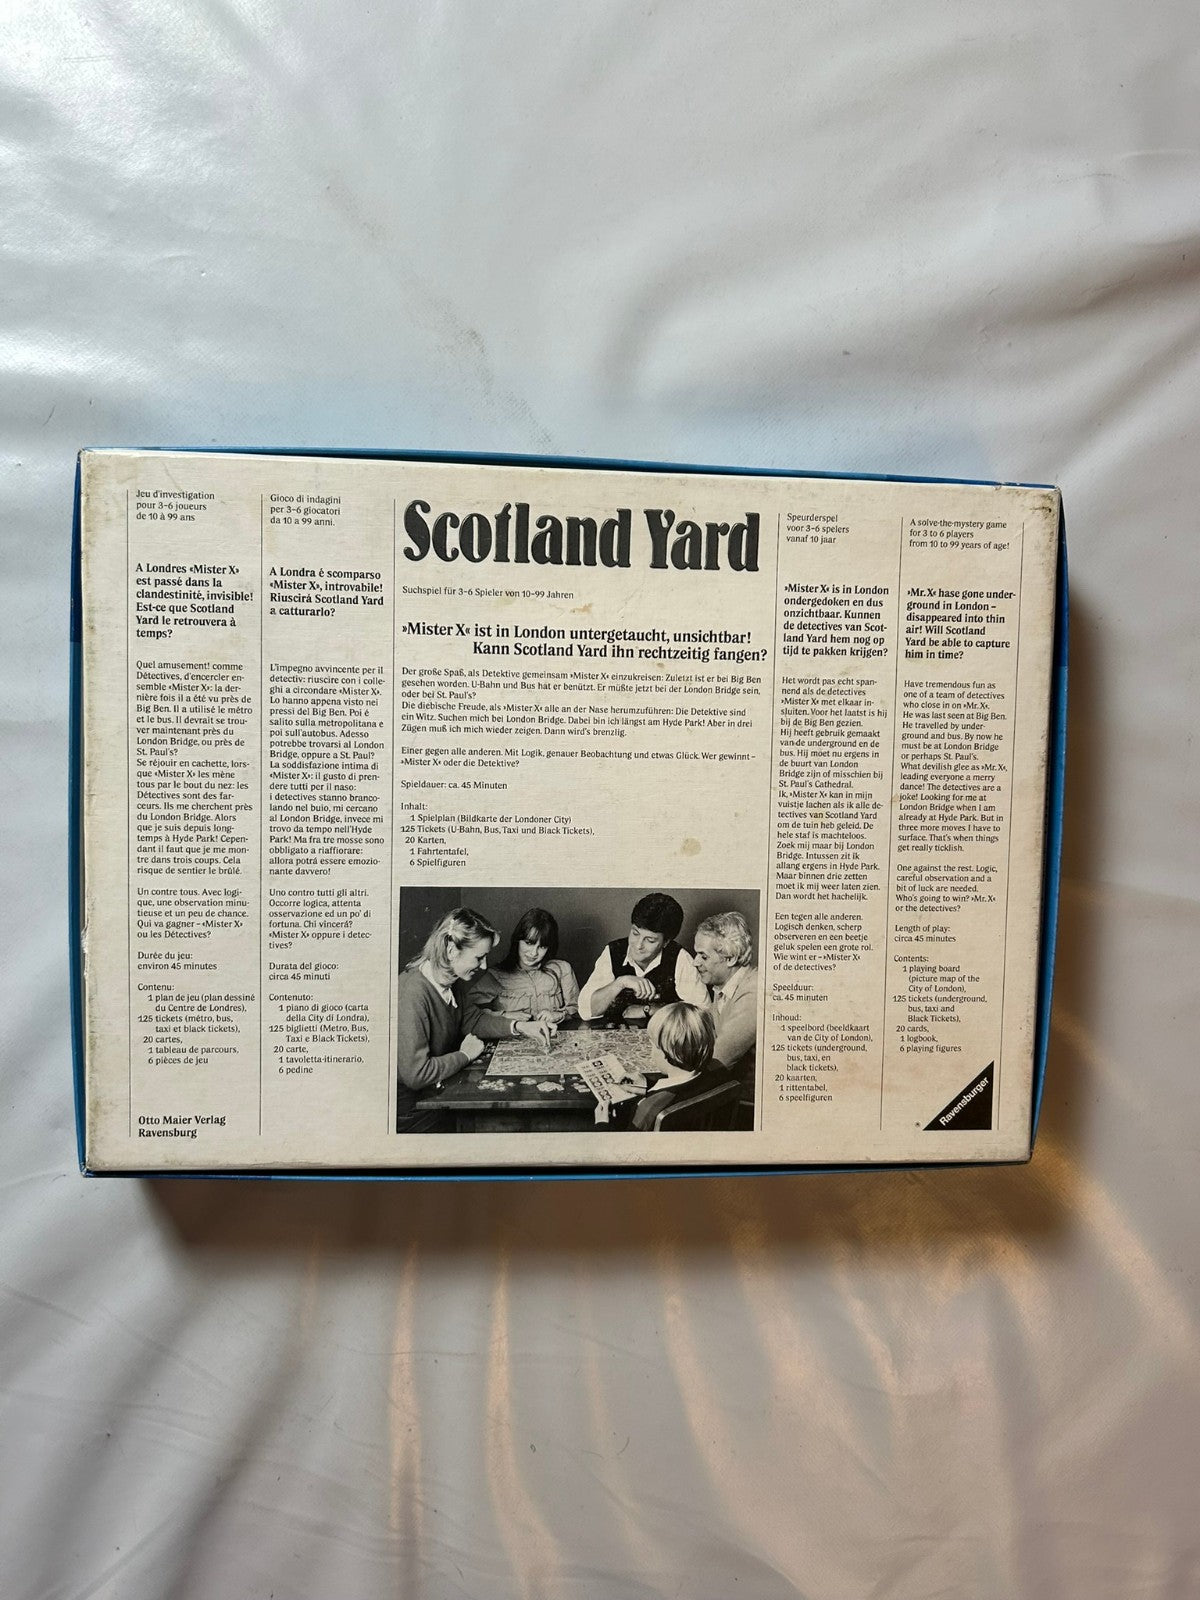 Jeu d'investigation
pour 3-6 joueurs
de 10 à 99 ans
A Londres «Mister X»
est passé dans la
clandestinité, invisible!
Est-ce que Scotland
Yard le retrouvera à
temps?
Quel amusement! comme
Détectives, d'encercler en-
semble «Mister X»: la der-
nière fois il a été vu près de
Big Ben. Il a utilisé le métro
et le bus. Il devrait se trou-
ver maintenant près du
London Bridge, ou près de
St. Paul's?
Se réjouir en cachette, lors-
que «Mister X» les mène
tous par le bout du nez: les
Détectives sont des far-
ceurs. Ils me cherchent près
du London Bridge. Alors
que je suis depuis long-
temps à Hyde Park! Cepen-
dant il faut que je me mon-
tre dans trois coups. Cela
risque de sentier le brûlé.
Un contre tous. Avec logi-
que, une observation minu-
tieuse et un peu de chance.
Qui va gagner – «Mister X»
ou les Détectives?
Durée du jeu:
environ 45 minutes
Contenu:
1 plan de jeu (plan dessiné
du Centre de Londres),
125 tickets (métro, bus,
taxi et black tickets),
20 cartes,
1 tableau de parcours,
6 pièces de jeu
Otto Maier Verlag
Ravensburg
Gioco di indagini
per 3-6 giocatori
da 10 a 99 anni.
A Londra é scomparso
«Mister X», introvabile!
Riuscirá Scotland Yard
a catturarlo?
L'impegno avvincente per il
detectiv: riuscire con i colle-
ghi a circondare «Mister X».
Lo hanno appena visto nei
pressi del Big Ben. Poi é
salito sulla metropolitana e
poi sull'autobus. Adesso
potrebbe trovarsi al London
Bridge, oppure a St. Paul?
La soddisfazione intima di
«Mister X»: il gusto di pren-
dere tutti per il naso:
i detectives stanno branco-
lando nel buio, mi cercano
al London Bridge, invece mi
trovo da tempo nell'Hyde
Park! Ma fra tre mosse sono
obbligato a riaffiorare:
allora potrá essere emozio-
nante davvero!
Uno contro tutti gli altri.
Occorre logica, attenta
osservazione ed un po' di
fortuna. Chi vincerá?
«Mister X» oppure i detec-
tives?
Durata del gioco:
circa 45 minuti
Contenuto:
1 piano di gioco (carta
della City di Londra),
125 biglietti (Metro, Bus,
Taxi e Black Tickets),
20 carte,
1 tavoletta-itinerario,
6 pedine
Scotland Yard
Suchspiel für 3-6 Spieler von 10-99 Jahren
»Mister X« ist in London untergetaucht, unsichtbar!
Kann Scotland Yard ihn rechtzeitig fangen?
Der große Spaß, als Detektive gemeinsam »Mister X« einzukreisen: Zuletzt ist er bei Big Ben
gesehen worden. U-Bahn und Bus hat er benützt. Er müßte jetzt bei der London Bridge sein,
oder bei St. Paul's?
Die diebische Freude, als »Mister X« alle an der Nase herumzuführen: Die Detektive sind
ein Witz. Suchen mich bei London Bridge. Dabei bin ich längst am Hyde Park! Aber in drei
Zügen muß ich mich wieder zeigen. Dann wird's brenzlig.
Einer gegen alle anderen. Mit Logik, genauer Beobachtung und etwas Glück. Wer gewinnt –
»Mister X« oder die Detektive?
Spieldauer: ca. 45 Minuten
Inhalt:
1 Spielplan (Bildkarte der Londoner City)
125 Tickets (U-Bahn, Bus, Taxi und Black Tickets),
20 Karten,
1 Fahrtentafel,
6 Spielfiguren
Speurderspel
voor 3-6 spelers
vanaf 10 jaar
»Mister X« is in London
ondergedoken en dus
onzichtbaar. Kunnen
de detectives van Scot-
land Yard hem nog op
tijd te pakken krijgen?
Het wordt pas echt span-
nend als de detectives
»Mister X« met elkaar in-
sluiten. Voor het laatst is hij
bij de Big Ben gezien.
Hij heeft gebruik gemaakt
van de underground en de
bus. Hij moet nu ergens in
de buurt van London
Bridge zijn of misschien bij
St. Paul's Cathedral.
Ik, »Mister X« kan in mijn
vuistje lachen als ik alle de-
tectives van Scotland Yard
om de tuin heb geleid. De
hele staf is machteloos.
Zoek mij maar bij London
Bridge. Intussen zit ik
allang ergens in Hyde Park.
Maar binnen drie zetten
moet ik mij weer laten zien.
Dan wordt het hachelijk.
Een tegen alle anderen.
Logisch denken, scherp
observeren en een beetje
geluk spelen een grote rol.
Wie wint er – »Mister X«
of de detectives?
Speelduur:
ca. 45 minuten
Inhoud:
1 speelbord (beeldkaart
van de City of London),
125 tickets (underground,
bus, taxi, en
black tickets),
20 kaarten,
1 rittentabel,
6 speelfiguren
A solve-the-mystery game
for 3 to 6 players
from 10 to 99 years of age!
»Mr. X« hase gone under-
ground in London –
disappeared into thin
air! Will Scotland
Yard be able to capture
him in time?
Have tremendous fun as
one of a team of detectives
who close in on »Mr. X«.
He was last seen at Big Ben.
He travelled by under-
ground and bus. By now he
must be at London Bridge
or perhaps St. Paul's.
What devilish glee as »Mr. X«,
leading everyone a merry
dance! The detectives are a
joke! Looking for me at
London Bridge when I am
already at Hyde Park. But in
three more moves I have to
surface. That's when things
get really ticklish.
One against the rest. Logic,
careful observation and a
bit of luck are needed.
Who's going to win? »Mr. X«
or the detectives?
Length of play:
circa 45 minutes
Contents:
1 playing board
(picture map of the
City of London),
125 tickets (underground,
bus, taxi and
Black Tickets),
20 cards,
1 logbook,
6 playing figures
Ravensburger